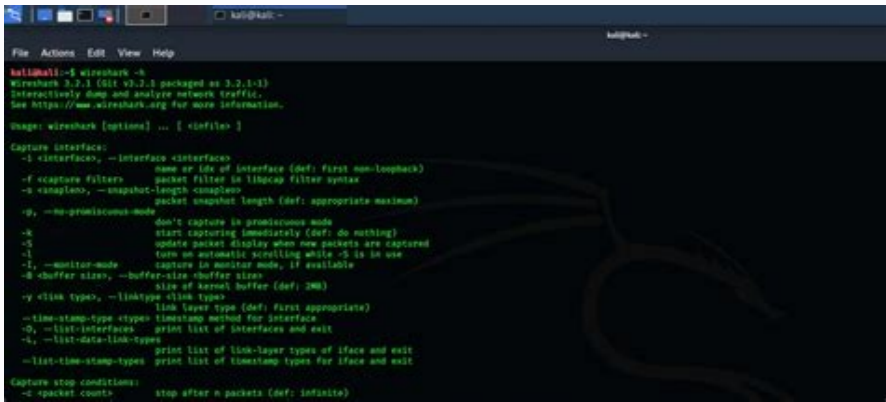 kali@kali: ~
kali@kali: ~
File Actions Edit View Help
kali@kali:~$ wireshark -h
Wireshark 3.2.1 (Git v3.2.1 packaged as 3.2.1-1)
Interactively dump and analyze network traffic.
See https://www.wireshark.org for more information.
Usage: wireshark [options] ... [ <infile> ]
Capture interface:
-i <interface>, --interface <interface>
name or idx of interface (def: first non-loopback)
-f <capture filter> packet filter in libpcap filter syntax
-s <snaplen>, --snapshot-length <snaplen>
packet snapshot length (def: appropriate maximum)
-p, --no-promiscuous-mode
don't capture in promiscuous mode
-k start capturing immediately (def: do nothing)
-S update packet display when new packets are captured
-l turn on automatic scrolling while -S is in use
-I, --monitor-mode capture in monitor mode, if available
-B <buffer size>, --buffer-size <buffer size>
size of kernel buffer (def: 2MB)
-y <link type>, --linktype <link type>
link layer type (def: first appropriate)
--time-stamp-type <type> timestamp method for interface
-D, --list-interfaces print list of interfaces and exit
-L, --list-data-link-types
print list of link-layer types of iface and exit
--list-time-stamp-types print list of timestamp types for iface and exit
Capture stop conditions:
-c <packet count> stop after n packets (def: infinite)